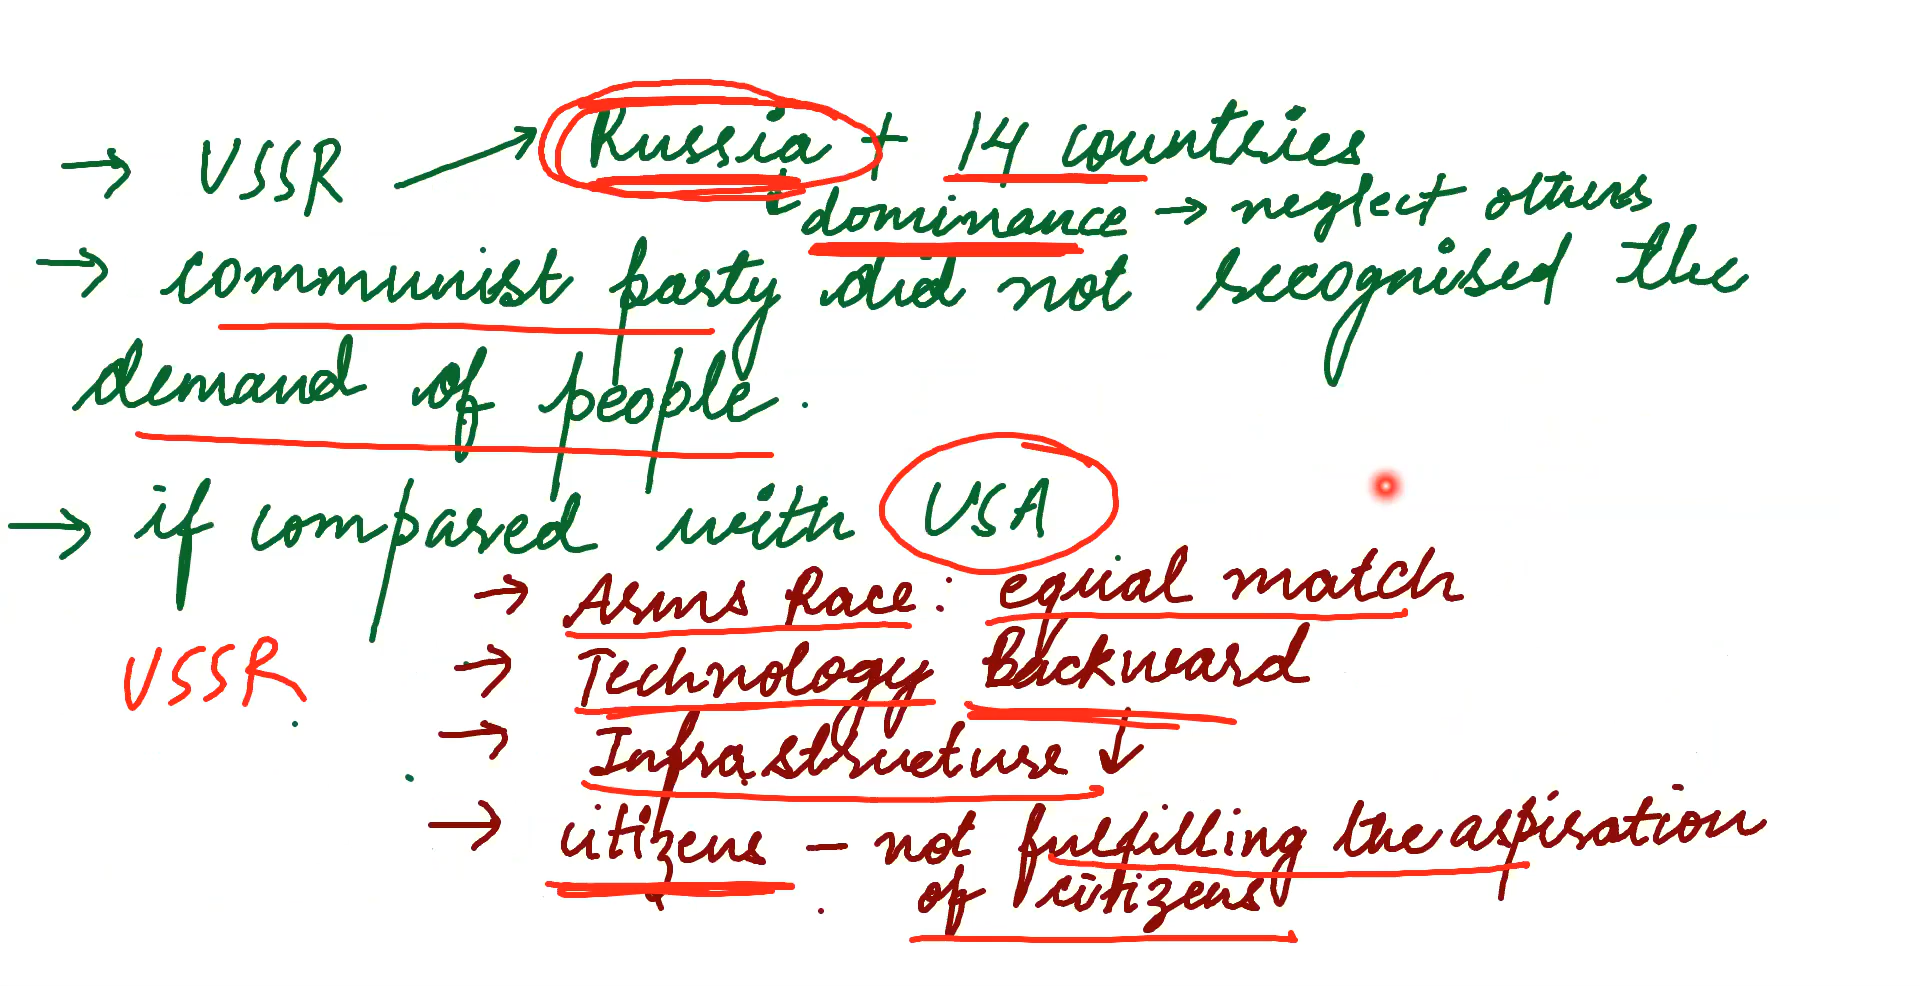 → USSR → Russia + 14 countries
dominance → neglect others
→ communist party did not recognised the
demand of people.
→ if compared with USA
→ Arms Race: equal match
USSR → Technology Backward
→ Infrastructure ↓
→ citizens – not fulfilling the aspiration
of citizens